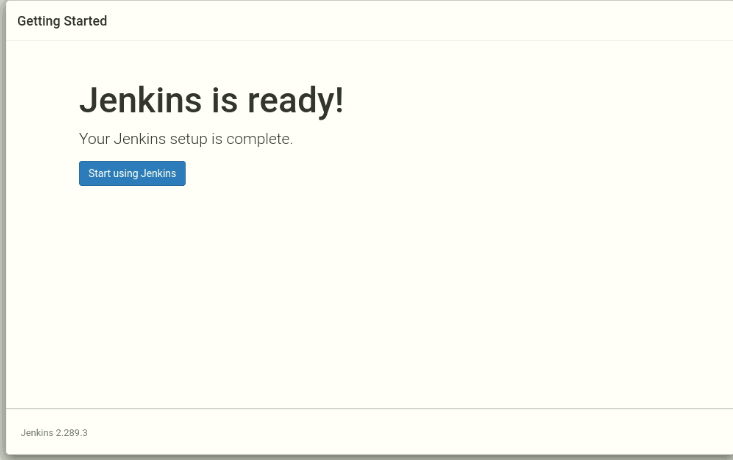 Getting Started
Jenkins is ready!
Your Jenkins setup is complete.
Start using Jenkins
Jenkins 2.289.3